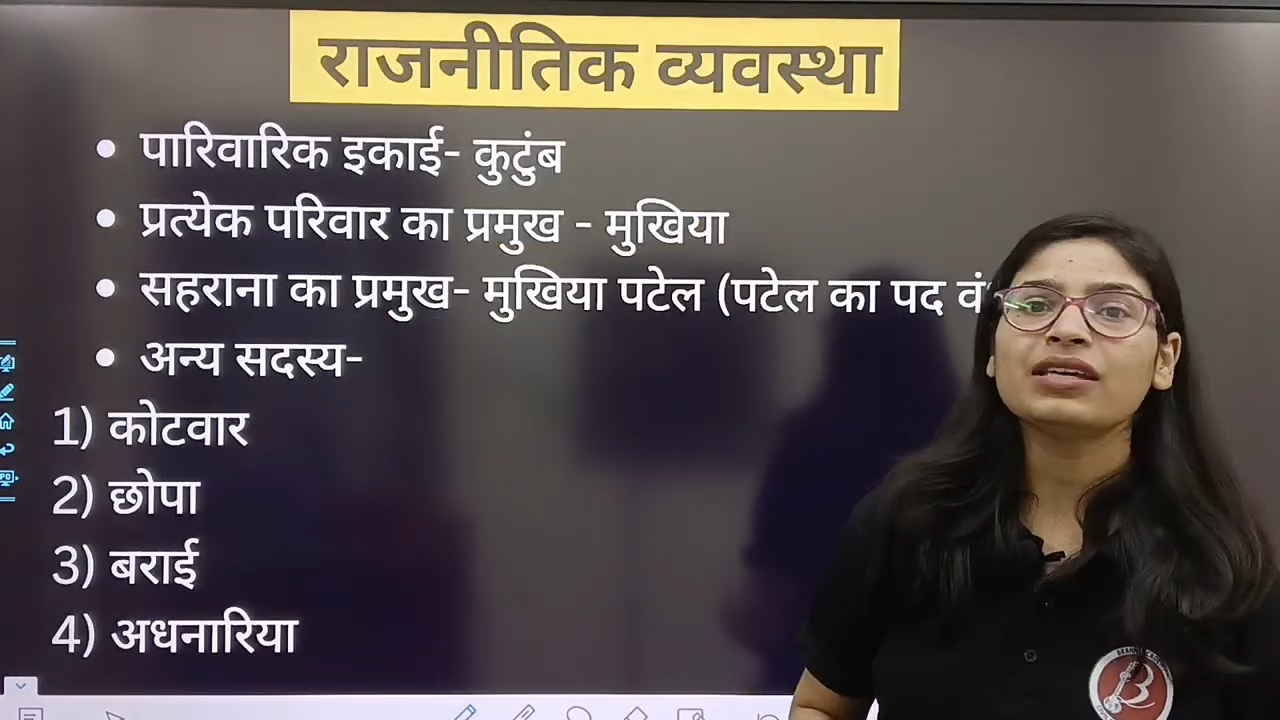 राजनीतिक व्यवस्था
• पारिवारिक इकाई- कुटुंब
• प्रत्येक परिवार का प्रमुख - मुखिया
• सहराना का प्रमुख- मुखिया पटेल (पटेल का पद
• अन्य सदस्य-
1) कोटवार
2) छोपा
3) बराई
4) अधनारिया